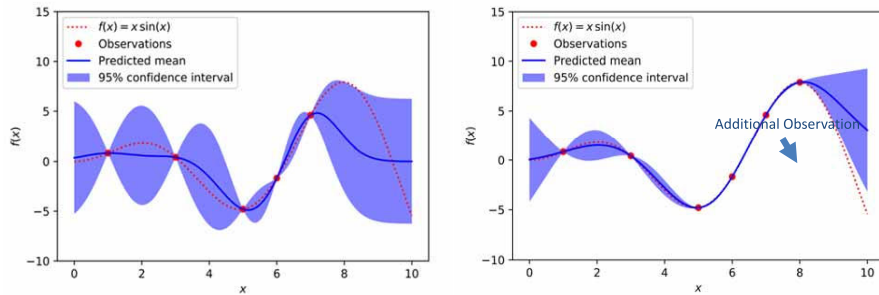 15
10
5
0
−5
−10
f(x)
f(x) = x sin(x)
Observations
Predicted mean
95% confidence interval
0
2
4
6
8
10
x
15
10
5
0
−5
−10
f(x)
f(x) = x sin(x)
Observations
Predicted mean
95% confidence interval
Additional Observation
0
2
4
6
8
10
x